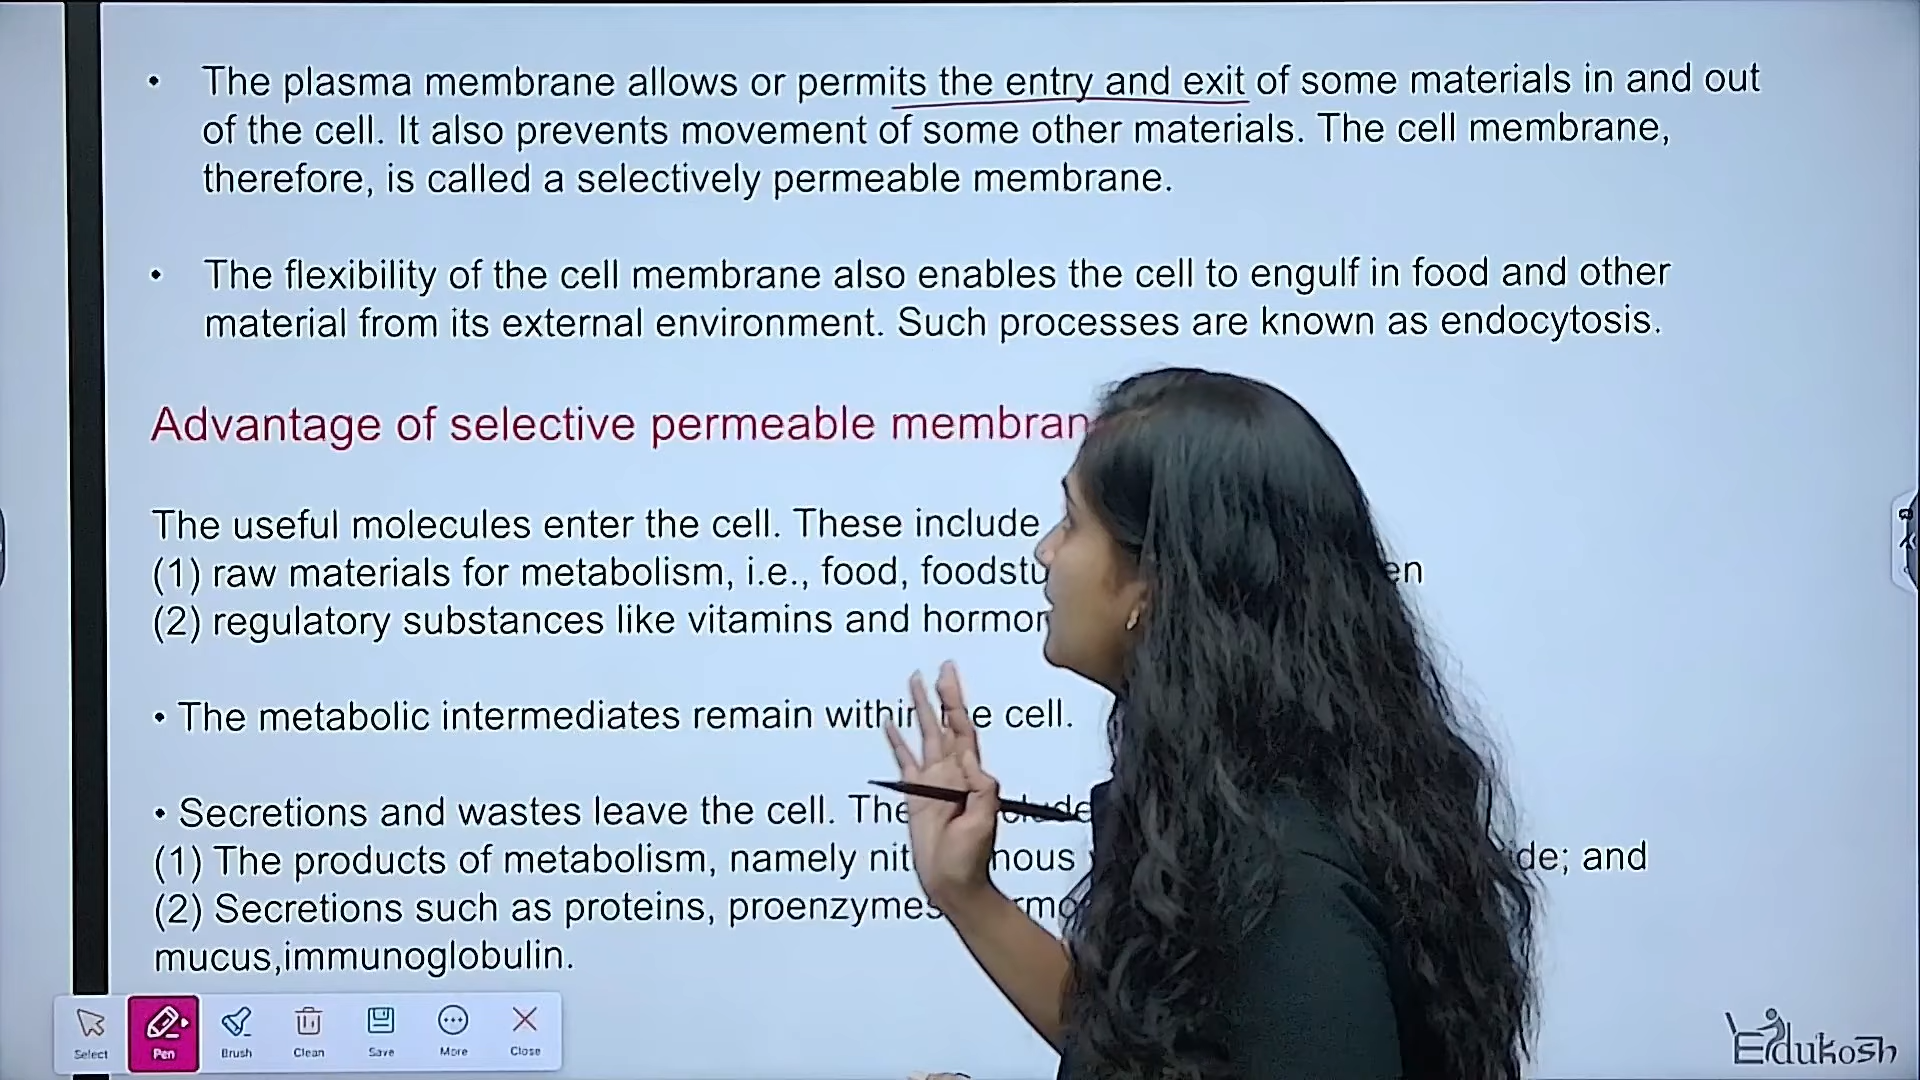 • The plasma membrane allows or permits the entry and exit of some materials in and out
of the cell. It also prevents movement of some other materials. The cell membrane,
therefore, is called a selectively permeable membrane.
• The flexibility of the cell membrane also enables the cell to engulf in food and other
material from its external environment. Such processes are known as endocytosis.
Advantage of selective permeable
The useful molecules enter the cell. These include
(1) raw materials for metabolism, i.e., food,
(2) regulatory substances like vitamins and
• The metabolic intermediates remain cell.
• Secretions and wastes leave the cell.
(1) The products of metabolism, namely and
(2) Secretions such as proteins,
mucus,immunoglobulin.
Select Pen Brush Clean Save More Close
Edukosh